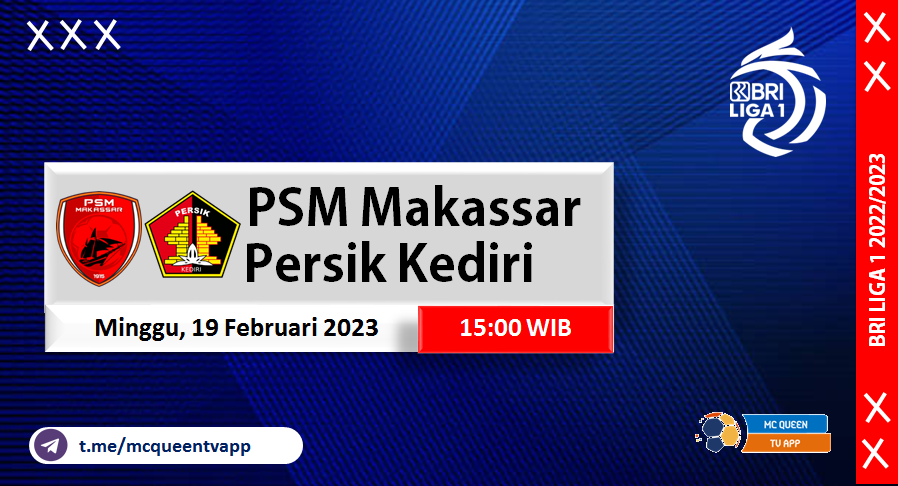 XXX
BRI
LIGA 1
PSM
MAKASSAR
1915
PERSIK
KEDIRI
PSM Makassar
Persik Kediri
Minggu, 19 Februari 2023
15:00 WIB
X
X
BRI LIGA 1 2022/2023
X
X
t.me/mcqueentvapp
MC QUEEN
TV APP